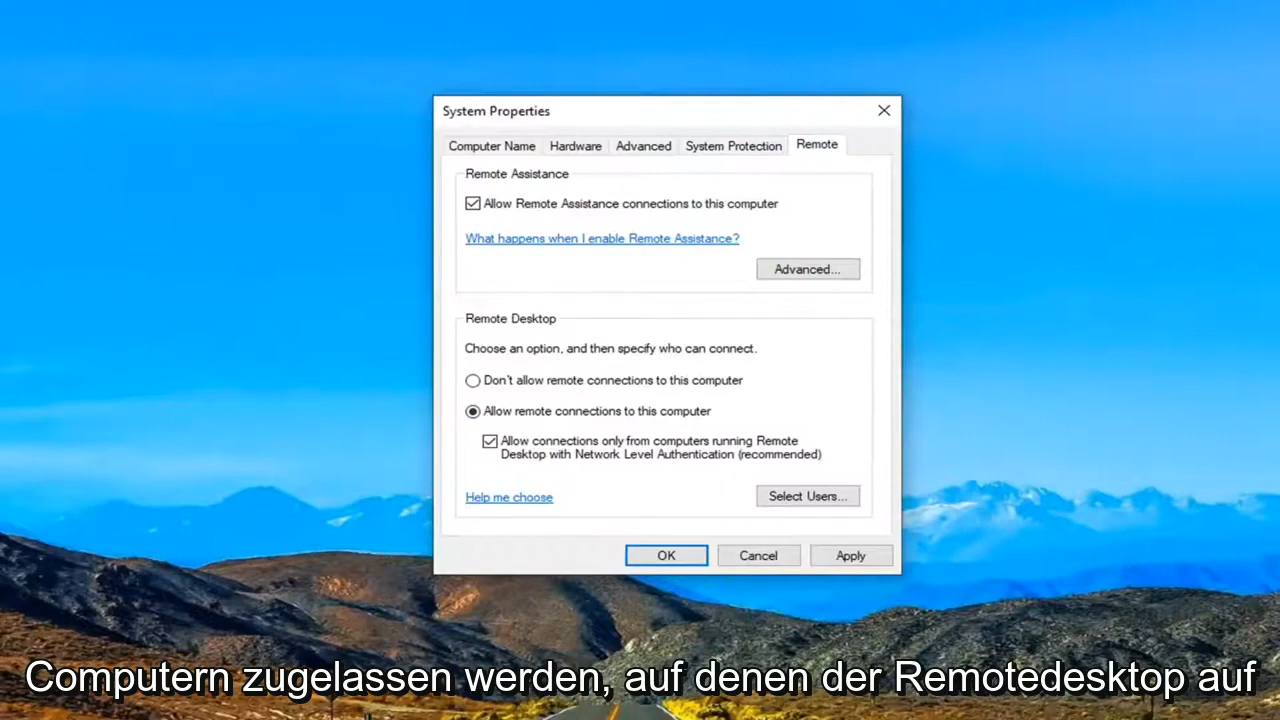 System Properties
Computer Name Hardware Advanced System Protection Remote
Remote Assistance
Allow Remote Assistance connections to this computer
What happens when I enable Remote Assistance?
Advanced...
Remote Desktop
Choose an option, and then specify who can connect.
Don't allow remote connections to this computer
Allow remote connections to this computer
Allow connections only from computers running Remote
Desktop with Network Level Authentication (recommended)
Help me choose Select Users...
OK Cancel Apply
Computern zugelassen werden, auf denen der Remotedesktop auf